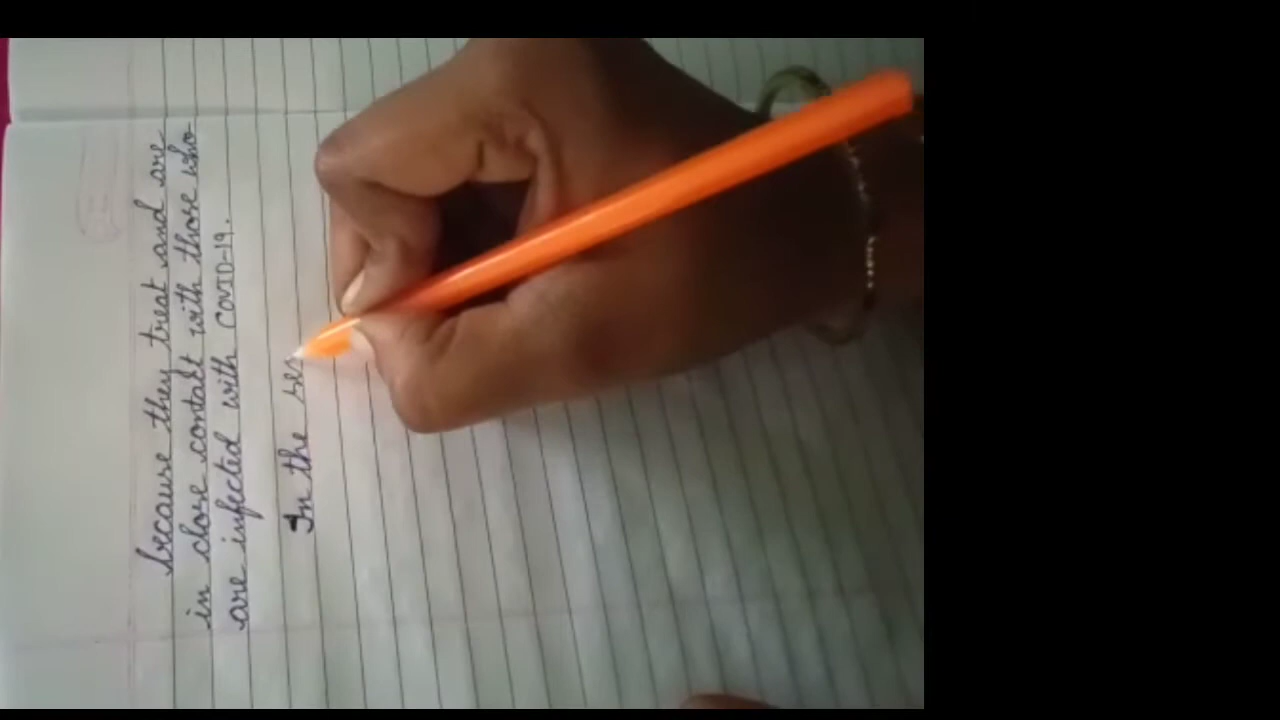 because they treat and are
in close contact with those who
are infected with COVID-19.
In the